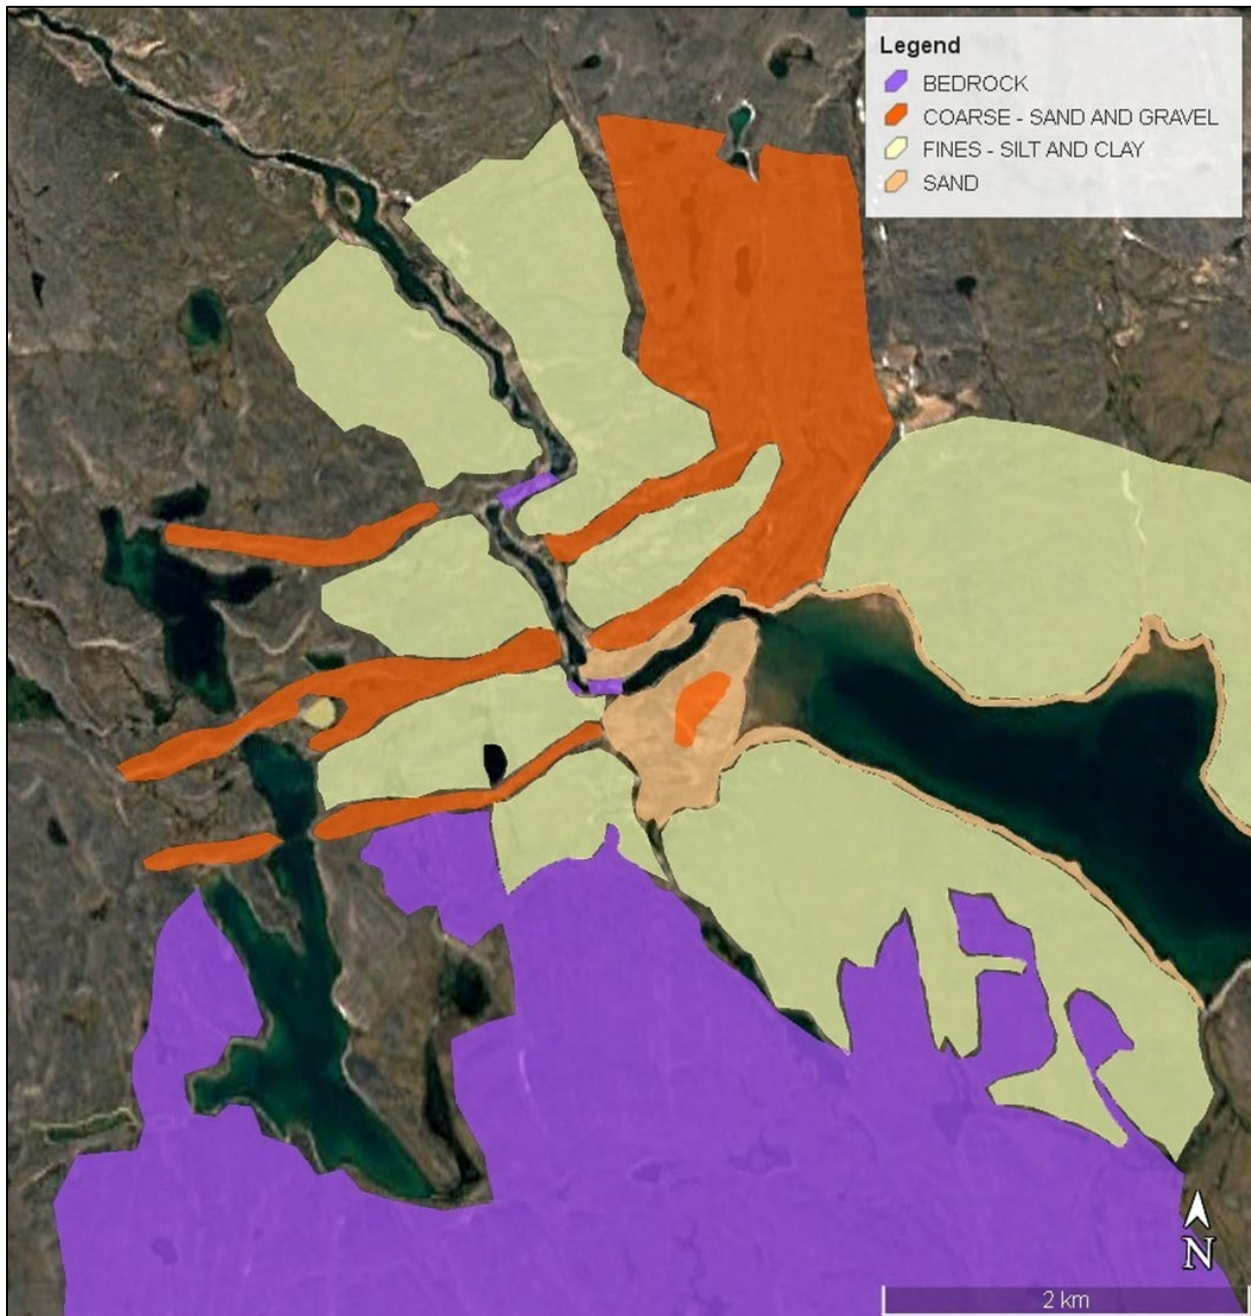 Legend
BEDROCK
COARSE - SAND AND GRAVEL
FINES - SILT AND CLAY
SAND
N
2 km